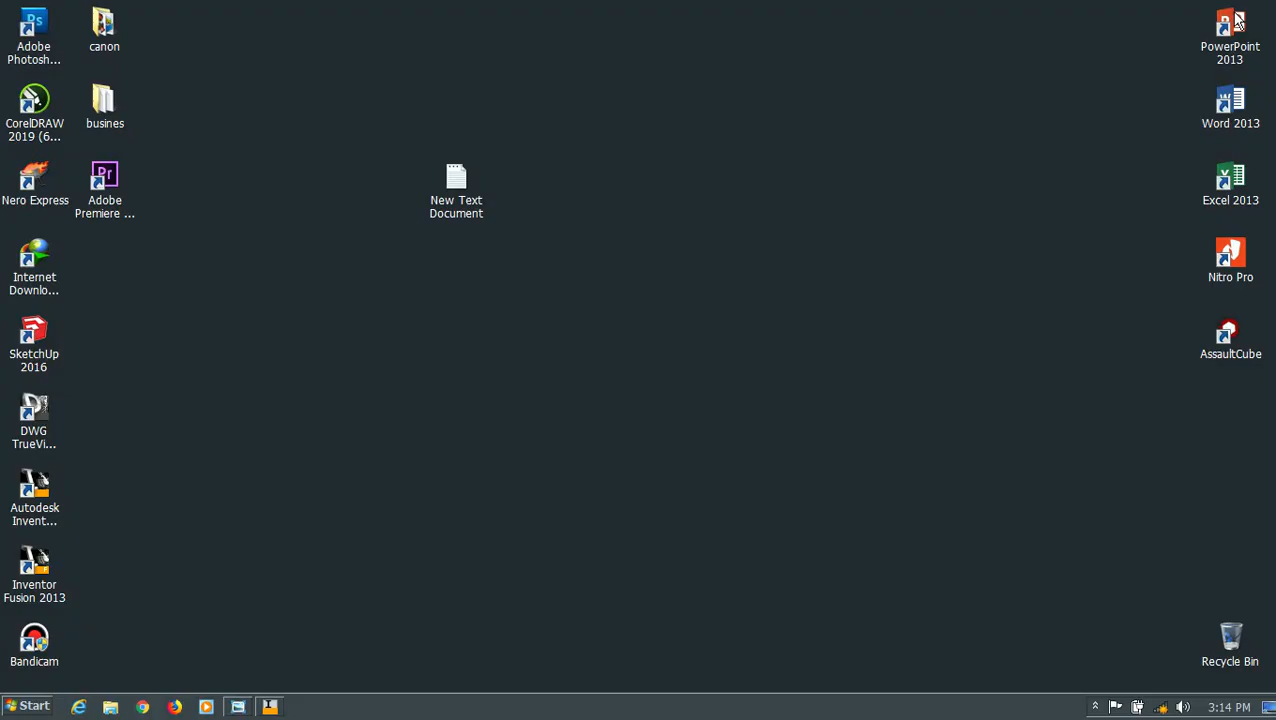 Adobe
Photosh...
canon
CorelDRAW
2019 (6...
busines
Nero Express
Adobe
Premiere ...
Internet
Downlo...
SketchUp
2016
DWG
TrueVi...
Autodesk
Invent...
Inventor
Fusion 2013
Bandicam
New Text
Document
PowerPoint
2013
Word 2013
Excel 2013
Nitro Pro
AssaultCube
Recycle Bin
Start
3:14 PM